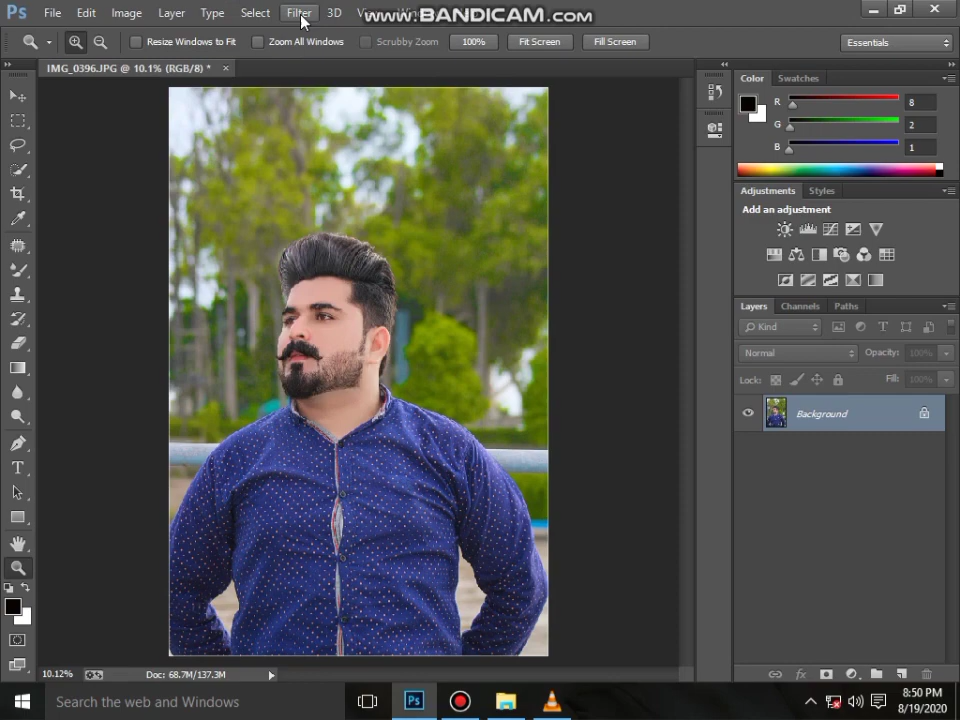 Ps File Edit Image Layer Type Select Filter 3D
www.BANDICAM.com
Resize Windows to Fit Zoom All Windows Scrubby Zoom 100% Fit Screen Fill Screen Essentials
IMG_0396.JPG @ 10.1% (RGB/8) * ×
Color Swatches
R 8
G 2
B 1
Adjustments Styles
Add an adjustment
Layers Channels Paths
Kind
Normal Opacity: 100%
Lock: Fill: 100%
Background
10.12% Doc: 68.7M/137.3M
Search the web and Windows
Ps
8:50 PM
8/19/2020